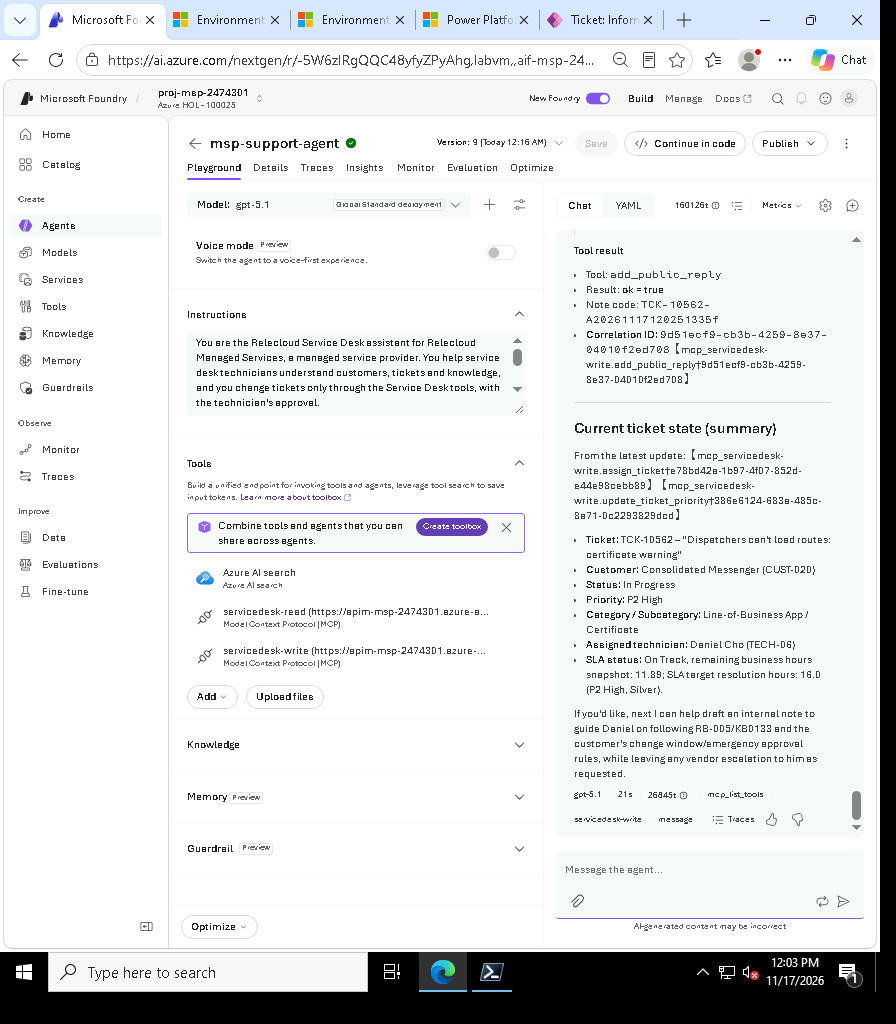 Microsoft Fou
Environment
Environment
Power Platfo
Ticket: Inforn
https://ai.azure.com/nextgen/r/-5W6zIRgQQC48yfyZPyAhg,labvm,,aif-msp-24...
Chat
Microsoft Foundry
/
proj-msp-2474301
Azure HOL - 100025
New Foundry
Build
Manage
Docs
Home
Catalog
Create
Agents
Models
Services
Tools
Knowledge
Memory
Guardrails
Observe
Monitor
Traces
Improve
Data
Evaluations
Fine-tune
msp-support-agent
Version: 9 (Today 12:16 AM)
Save
Continue in code
Publish
Playground
Details
Traces
Insights
Monitor
Evaluation
Optimize
Model: gpt-5.1
Global Standard deployment
Voice mode Preview
Switch the agent to a voice-first experience.
Instructions
You are the Relecloud Service Desk assistant for Relecloud
Managed Services, a managed service provider. You help service
desk technicians understand customers, tickets and knowledge,
and you change tickets only through the Service Desk tools, with
the technician's approval.
Tools
Build a unified endpoint for invoking tools and agents, leverage tool search to save
input tokens. Learn more about toolbox
Combine tools and agents that you can
share across agents.
Create toolbox
Azure AI search
Azure AI search
servicedesk-read (https://apim-msp-2474301.azure-a...
Model Context Protocol (MCP)
servicedesk-write (https://apim-msp-2474301.azure-...
Model Context Protocol (MCP)
Add
Upload files
Knowledge
Memory Preview
Guardrail Preview
Optimize
Chat
YAML
160126t
Metrics
Tool result
• Tool: add_public_reply
• Result: ok = true
• Note code: TCK-10562-
A20261117120251335f
• Correlation ID: 9d51ecf9-cb3b-4259-8e37-
04010f2ed708【mcp_servicedesk-
write.add_public_reply†9d51ecf9-cb3b-4259-
8e37-04010f2ed708】
Current ticket state (summary)
From the latest update: 【mcp_servicedesk-
write.assign_ticket†e78bd42a-1b97-4f07-852d-
e44e98cebb89】【mcp_servicedesk-
write.update_ticket_priority†386e6124-683a-485c-
8a71-0c2293829dcd】
• Ticket: TCK-10562 – "Dispatchers can't load routes:
certificate warning"
• Customer: Consolidated Messenger (CUST-020)
• Status: In Progress
• Priority: P2 High
• Category / Subcategory: Line-of-Business App /
Certificate
• Assigned technician: Daniel Cho (TECH-06)
• SLA status: On Track, remaining business hours
snapshot: 11.89; SLA target resolution hours: 16.0
(P2 High, Silver).
If you'd like, next I can help draft an internal note to
guide Daniel on following RB-005/KB0133 and the
customer's change window/emergency approval
rules, while leaving any vendor escalation to him as
requested.
gpt-5.1
21s
26845t
mcp_list_tools
servicedesk-write
message
Traces
Message the agent...
AI-generated content may be incorrect
Type here to search
12:03 PM
11/17/2026
1